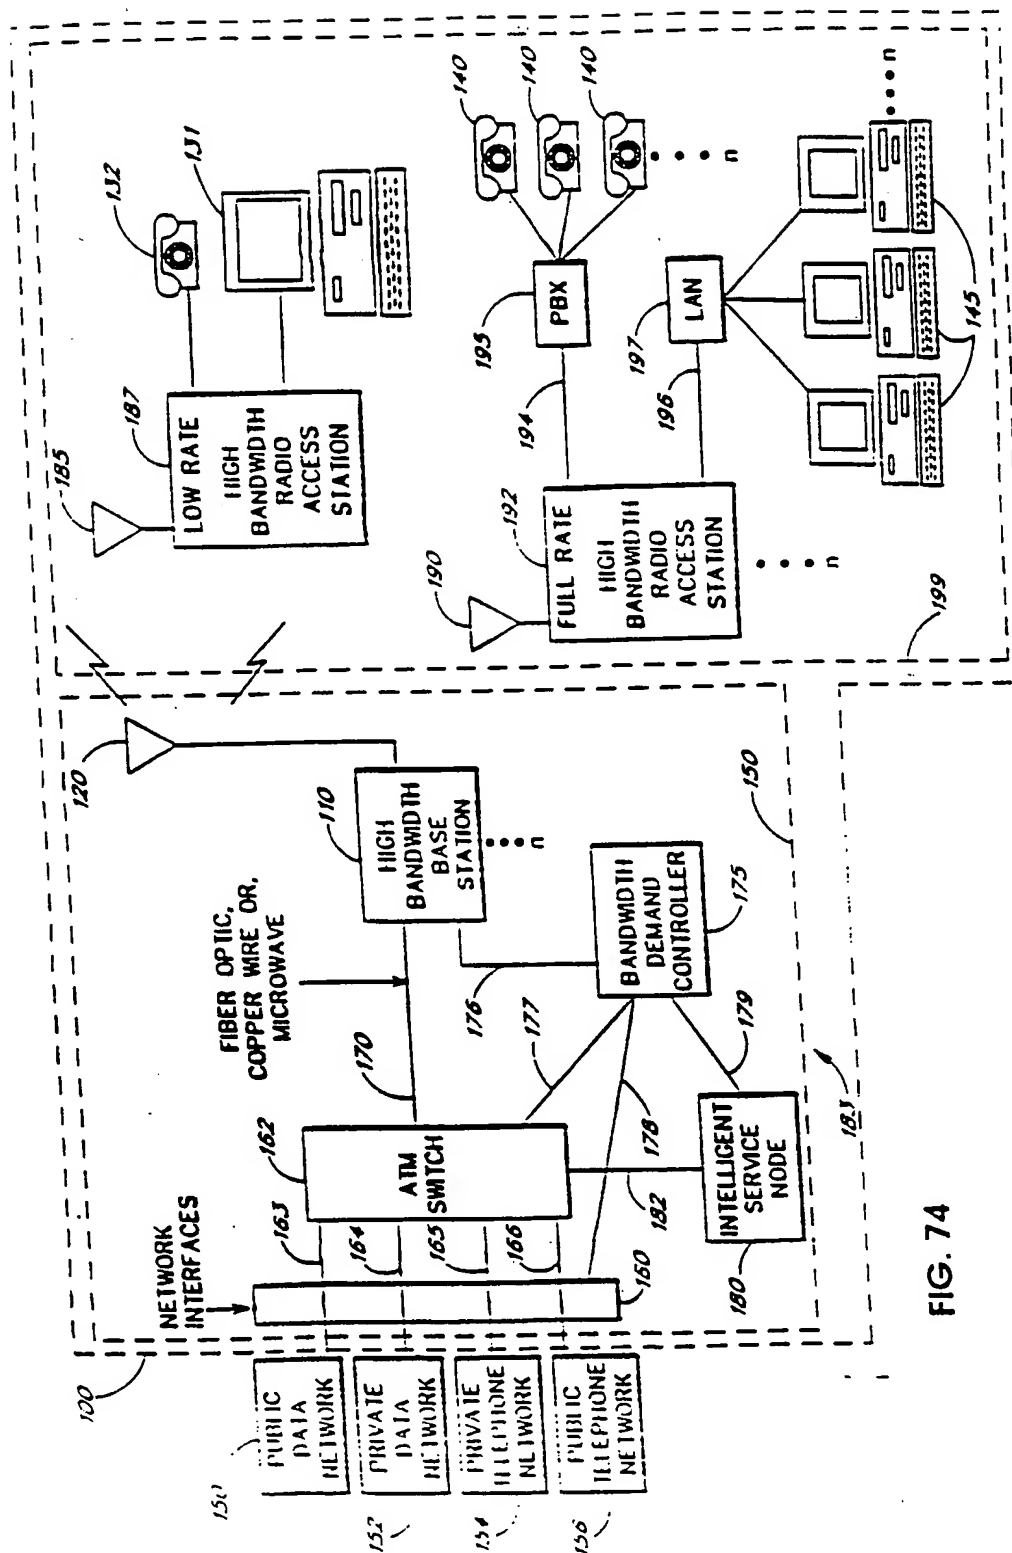 100
NETWORK
INTERFACES
150
PUBLIC
DATA
NETWORK
152
PRIVATE
DATA
NETWORK
154
PRIVATE
TELEPHONE
NETWORK
156
PUBLIC
TELEPHONE
NETWORK
163
164
165
166
160
162
ATM
SWITCH
170
FIBER OPTIC,
COPPER WIRE OR,
MICROWAVE
120
110
HIGH
BANDWIDTH
BASE
STATION
n
176
177
178
179
182
BANDWIDTH
DEMAND
CONTROLLER
175
180
INTELLIGENT
SERVICE
NODE
183
150
185
187
LOW RATE
HIGH
BANDWIDTH
RADIO
ACCESS
STATION
132
131
190
192
FULL RATE
HIGH
BANDWIDTH
RADIO
ACCESS
STATION
n
194
195
PBX
140
140
140
n
196
197
LAN
145
n
199
FIG. 74